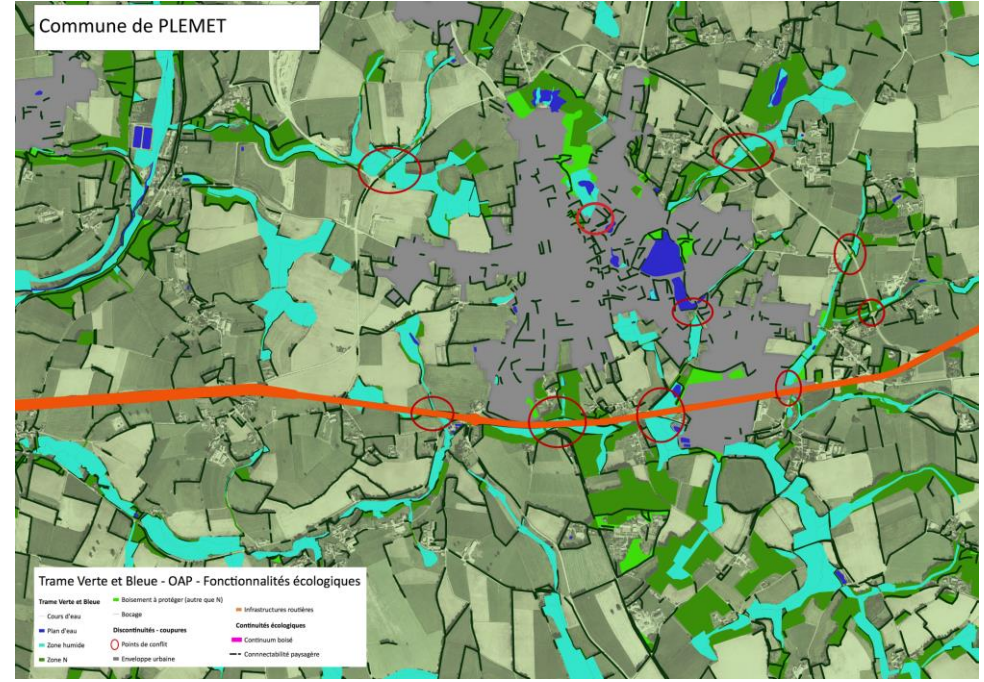 Commune de PLEMET
Trame Verte et Bleue - OAP - Fonctionnalités écologiques
Trame Verte et Bleue
Cours d'eau
Plan d'eau
Zone humide
Zone N
Boisement à protéger (autre que N)
Bocage
Discontinuités - coupures
Points de conflit
Enveloppe urbaine
Infrastructures routières
Continuités écologiques
Continuum boisé
Connnectabilité paysagère